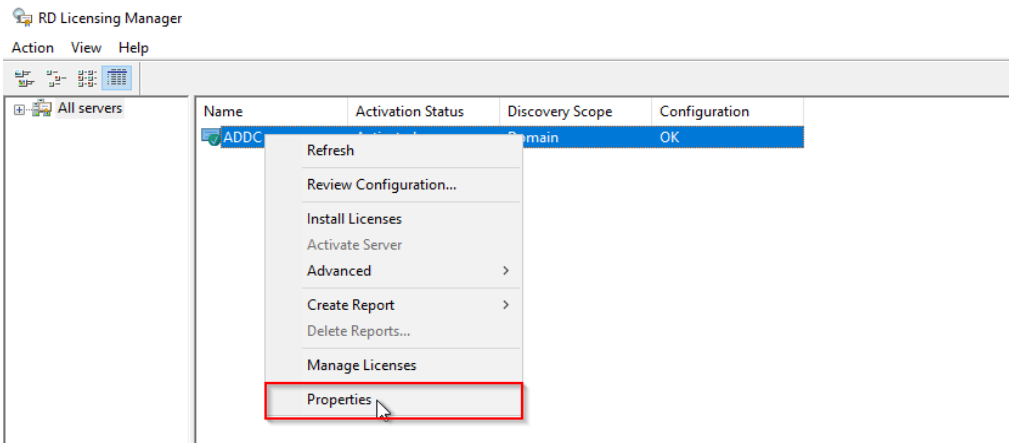 RD Licensing Manager
Action View Help
All servers
Name Activation Status Discovery Scope Configuration
ADDC OK
Refresh
Review Configuration...
Install Licenses
Activate Server
Advanced
Create Report
Delete Reports...
Manage Licenses
Properties